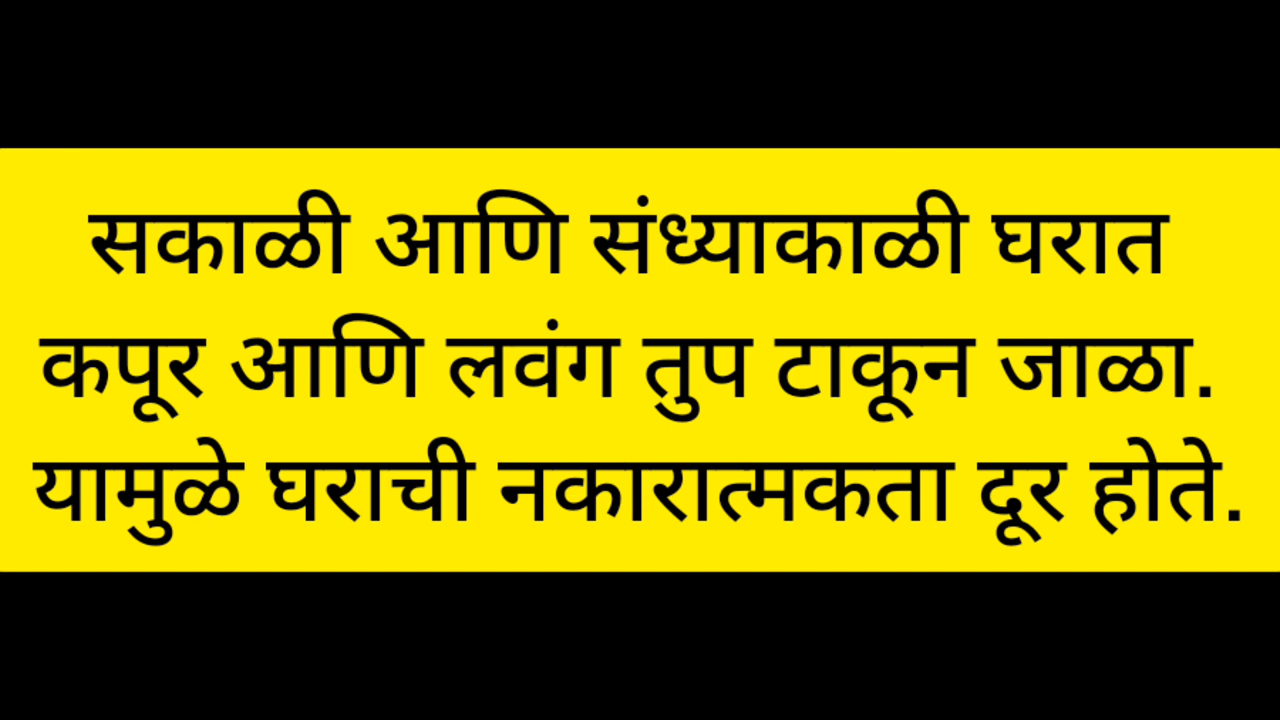 सकाळी आणि संध्याकाळी घरात
कपूर आणि लवंग तुप टाकून जाळा.
यामुळे घराची नकारात्मकता दूर होते.